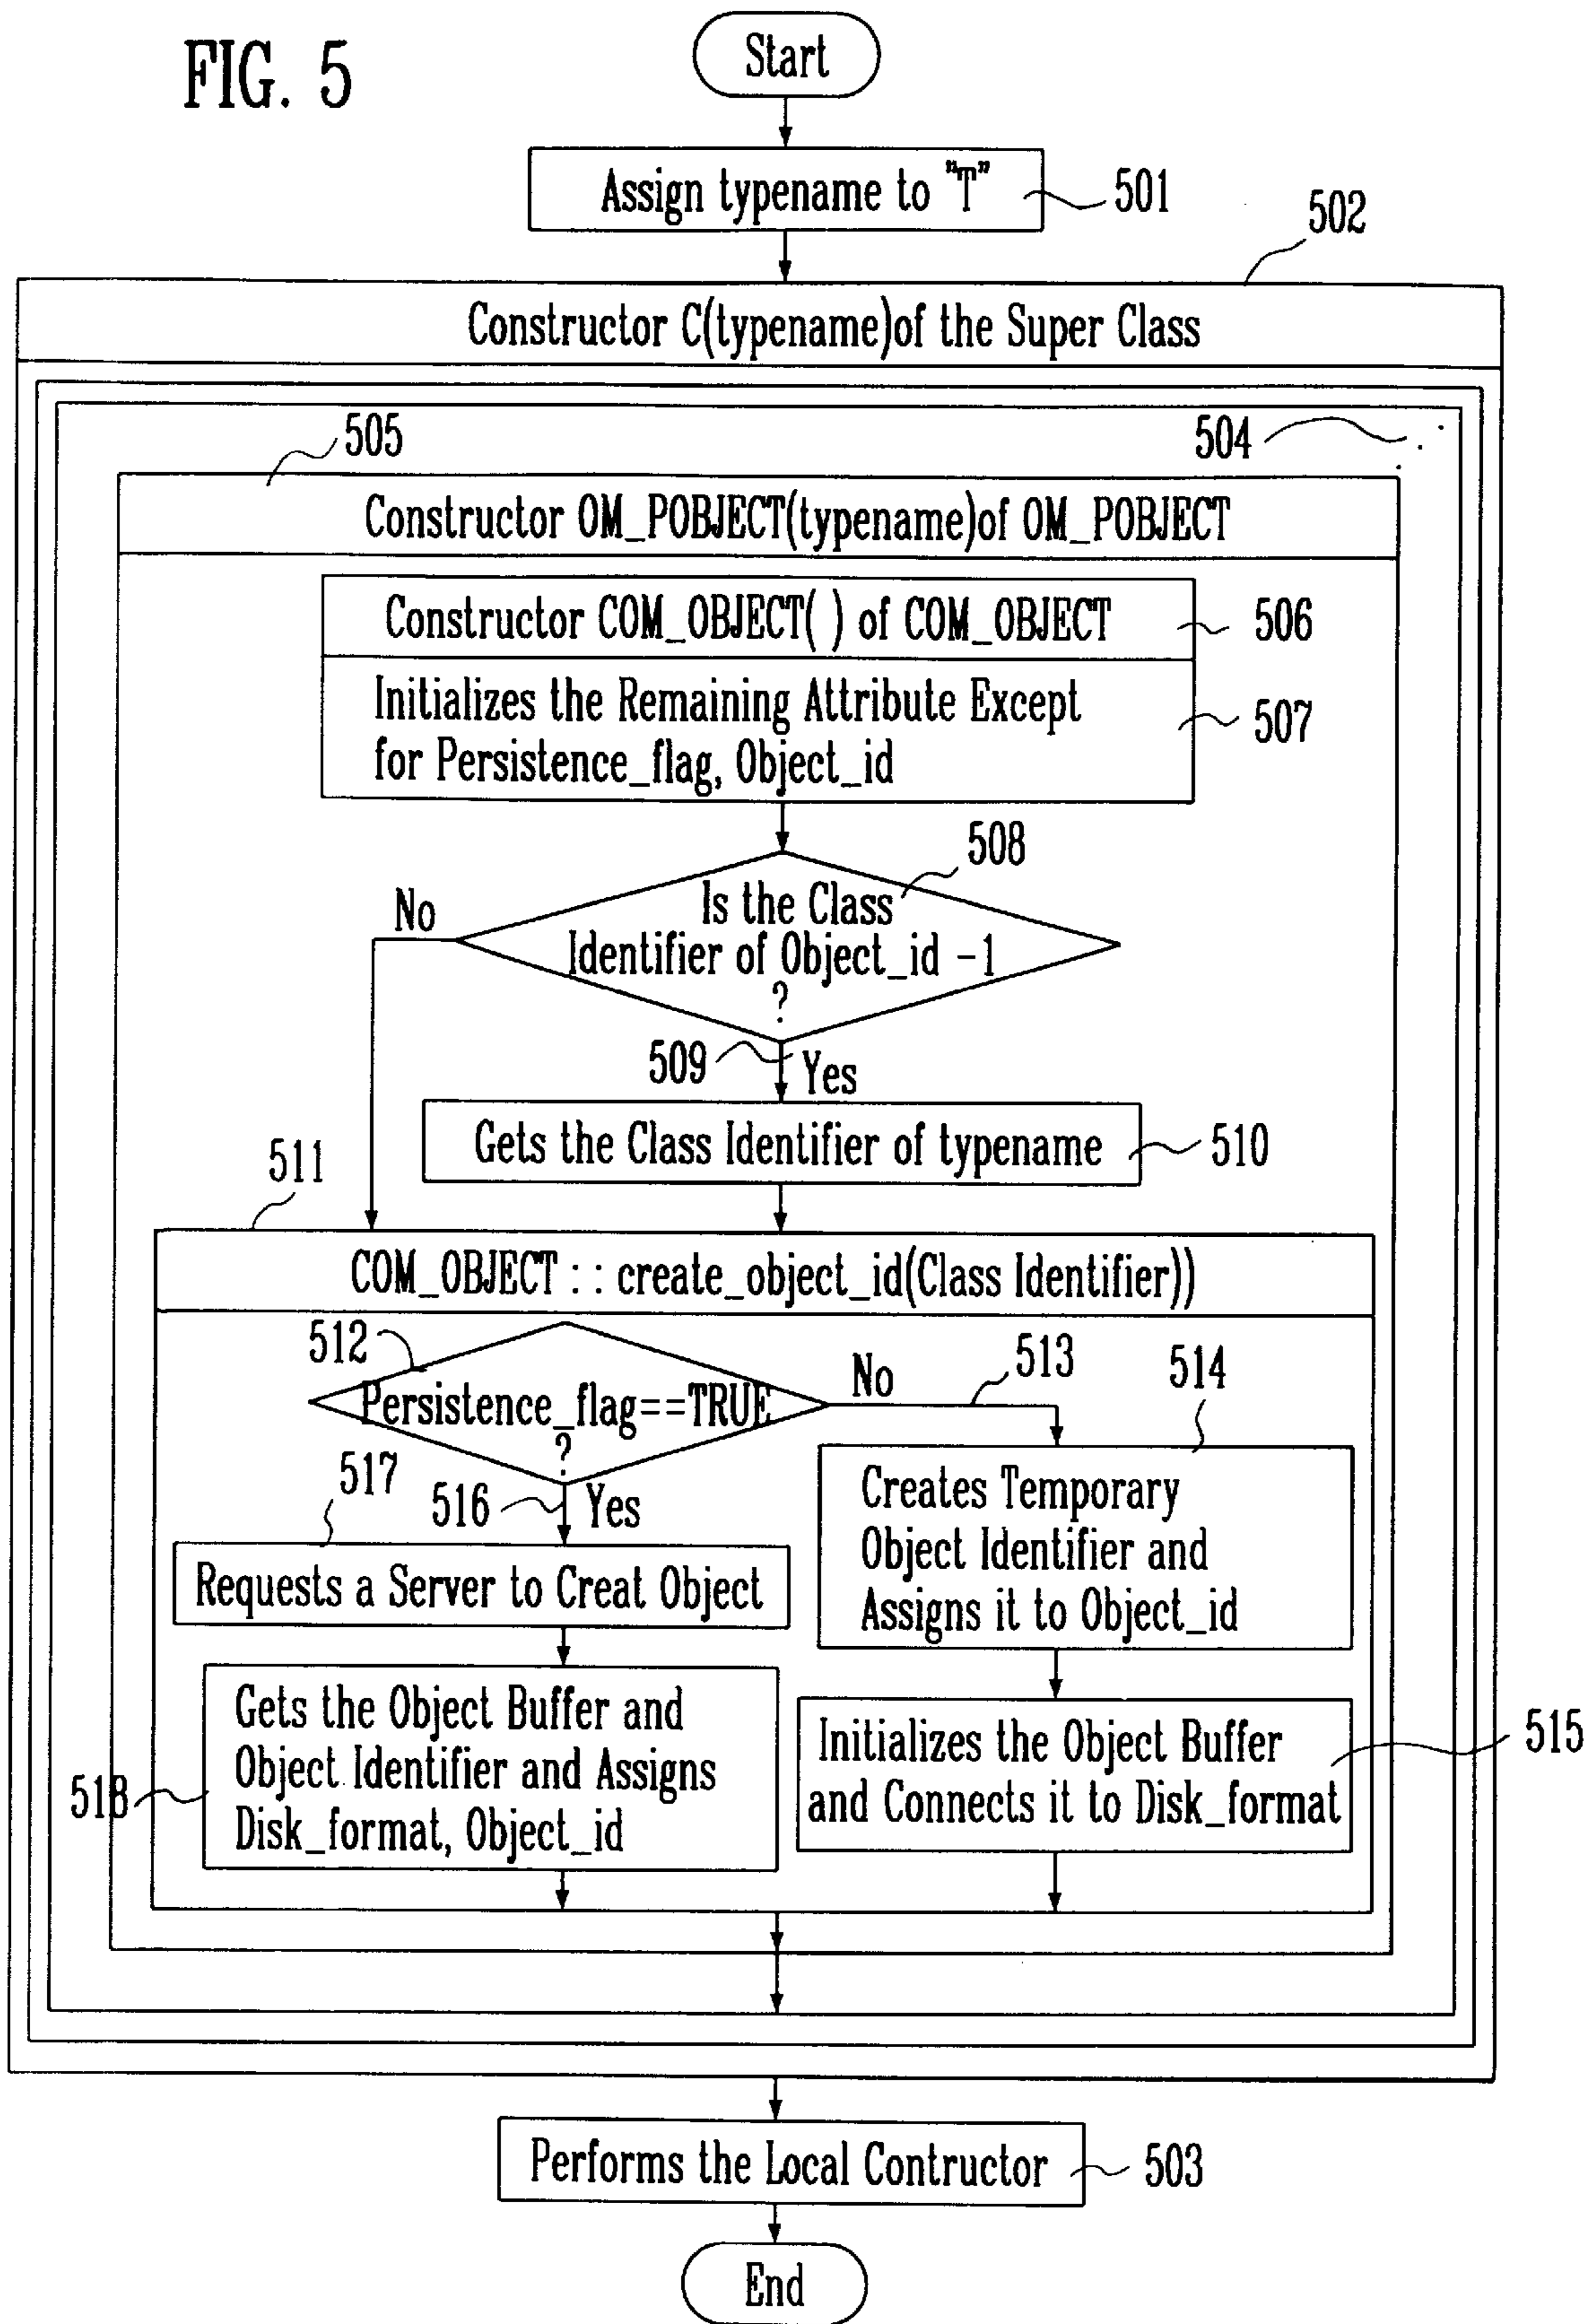 FIG. 5
Start
Assign typename to "T"
501
502
Constructor C(typename)of the Super Class
504
505
Constructor OM_POBJECT(typename)of OM_POBJECT
Constructor COM_OBJECT( ) of COM_OBJECT
506
Initializes the Remaining Attribute Except
for Persistence_flag, Object_id
507
508
No
Is the Class
Identifier of Object_id -1
?
509
Yes
Gets the Class Identifier of typename
510
511
COM_OBJECT : : create_object_id(Class Identifier))
512
Persistence_flag==TRUE
?
No
513
514
517
516
Yes
Creates Temporary
Object Identifier and
Assigns it to Object_id
Requests a Server to Creat Object
Gets the Object Buffer and
Object Identifier and Assigns
Disk_format, Object_id
518
Initializes the Object Buffer
and Connects it to Disk_format
515
Performs the Local Contructor
503
End